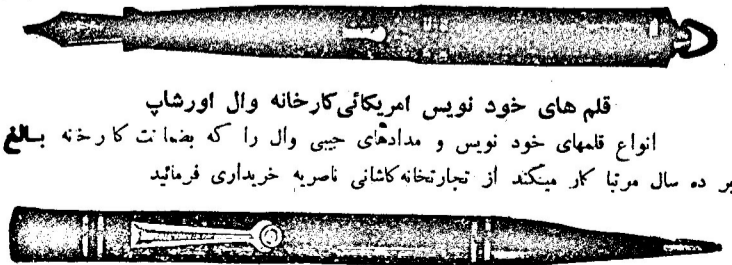 قلم های خود نویس امریکائی کارخانه وال اورشاپ
انواع قلمهای خود نویس و مدادهای جیبی وال را که بضمانت کارخنه بالغ
بر ده سال مرتبا کار میکند از تجارتخانه کاشانی ناصریه خریداری فرمائید